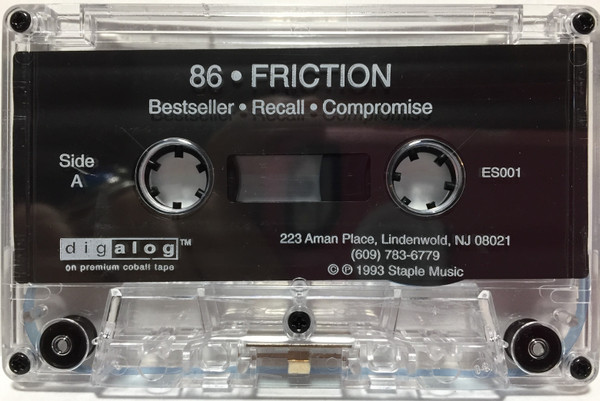 86 • FRICTION
Bestseller • Recall • Compromise
Side
A
ES001
digalog™
on premium cobalt tape
223 Aman Place, Lindenwold, NJ 08021
(609) 783-6779
© ℗ 1993 Staple Music